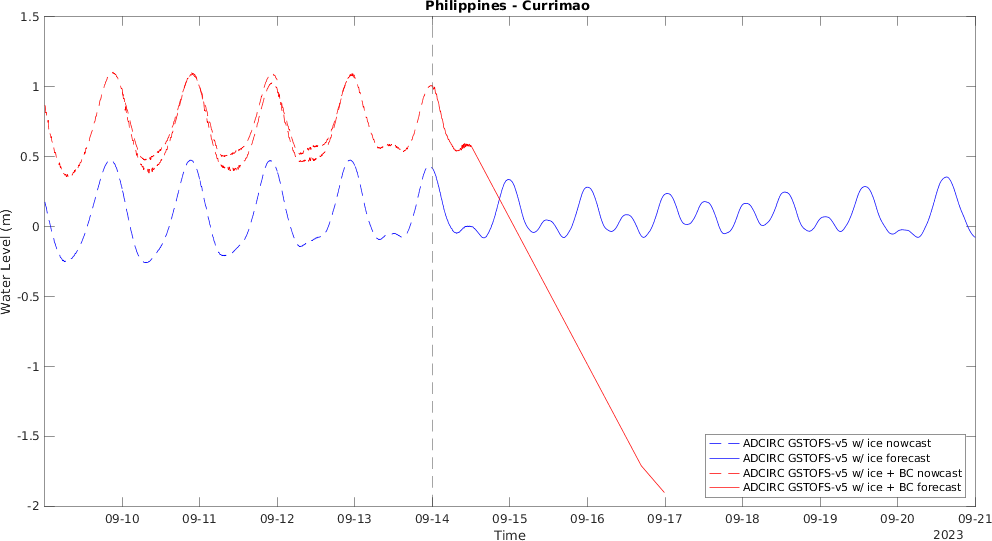 Philippines - Currimao
1.5
1
0.5
0
-0.5
-1
-1.5
-2
Water Level (m)
09-10 09-11 09-12 09-13 09-14 09-15 09-16 09-17 09-18 09-19 09-20 09-21
Time
2023
ADCIRC GSTOFS-v5 w/ ice nowcast
ADCIRC GSTOFS-v5 w/ ice forecast
ADCIRC GSTOFS-v5 w/ ice + BC nowcast
ADCIRC GSTOFS-v5 w/ ice + BC forecast